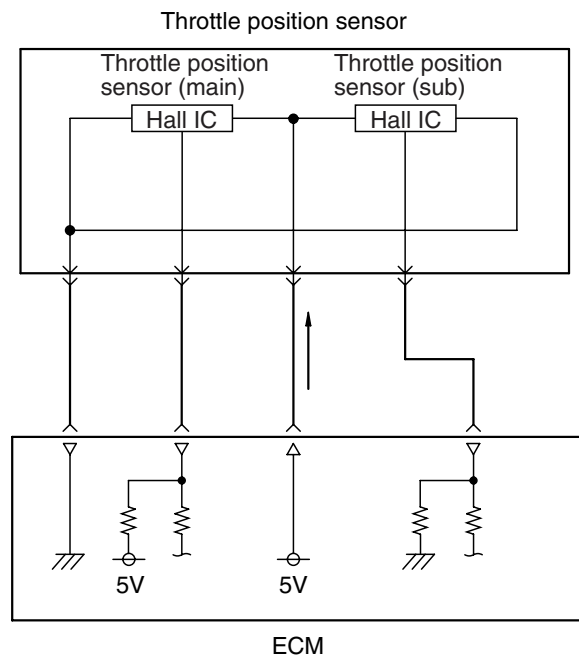 Throttle position sensor
Throttle position
sensor (main)
Throttle position
sensor (sub)
Hall IC
Hall IC
5V
5V
ECM